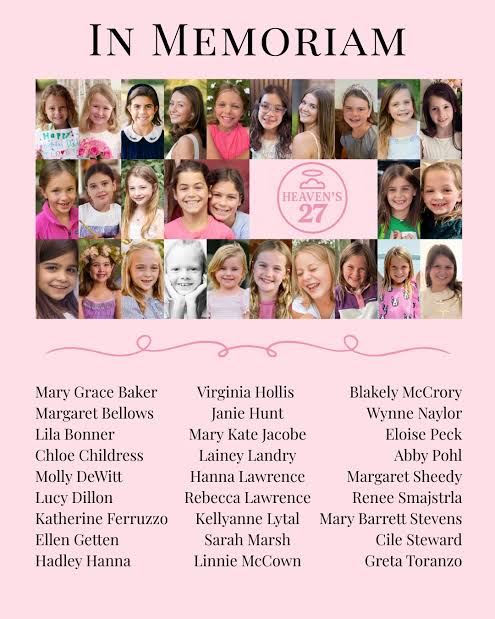 IN MEMORIAM
HEAVEN'S
27
Mary Grace Baker
Margaret Bellows
Lila Bonner
Chloe Childress
Molly DeWitt
Lucy Dillon
Katherine Ferruzzo
Ellen Getten
Hadley Hanna
Virginia Hollis
Janie Hunt
Mary Kate Jacobe
Lainey Landry
Hanna Lawrence
Rebecca Lawrence
Kellyanne Lytal
Sarah Marsh
Linnie McCown
Blakely McCrory
Wynne Naylor
Eloise Peck
Abby Pohl
Margaret Sheedy
Renee Smajstrla
Mary Barrett Stevens
Cile Steward
Greta Toranzo